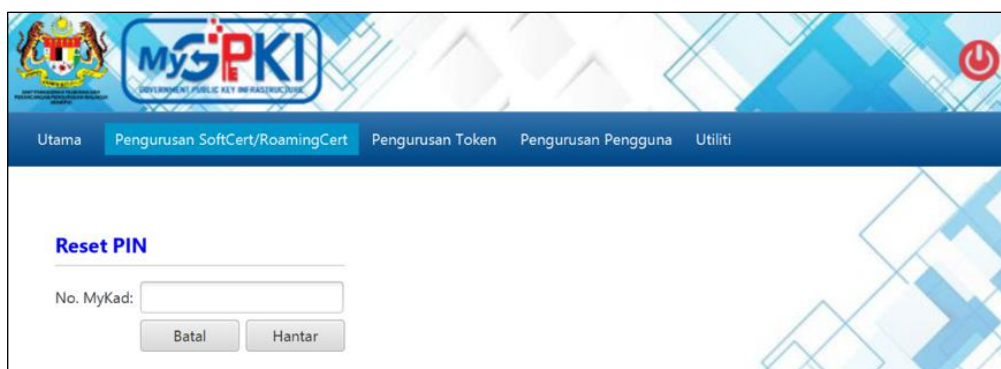 MyGPKI
GOVERNMENT PUBLIC KEY INFRASTRUCTURE
Utama Pengurusan SoftCert/RoamingCert Pengurusan Token Pengurusan Pengguna Utiliti
Reset PIN
No. MyKad:
Batal Hantar